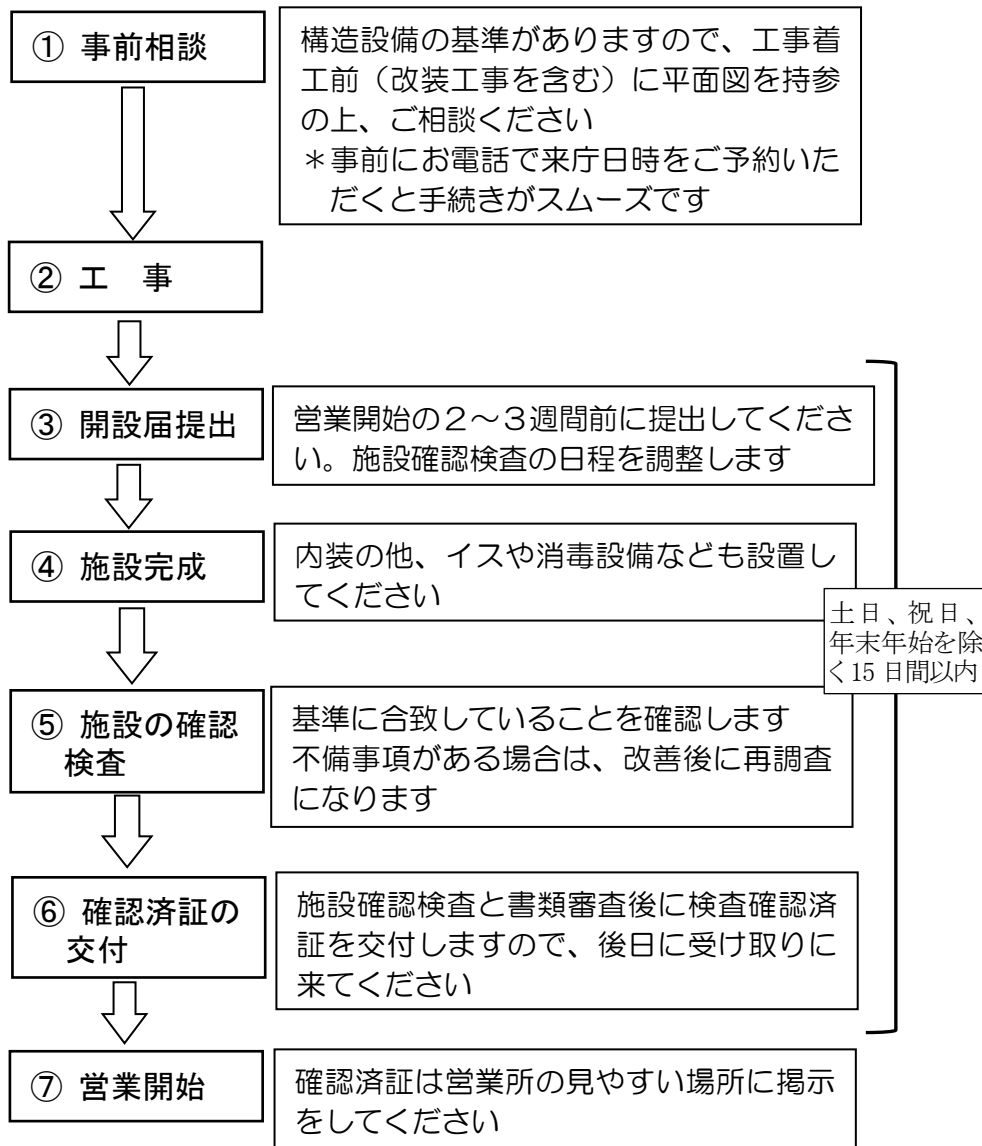 ① 事前相談
構造設備の基準がありますので、工事着
工前（改装工事を含む）に平面図を持参
の上、ご相談ください
＊事前にお電話で来庁日時をご予約いた
だくと手続きがスムーズです
② 工　事
③ 開設届提出
営業開始の２～３週間前に提出してくださ
い。施設確認検査の日程を調整します
④ 施設完成
内装の他、イスや消毒設備なども設置し
てください
土日、祝日、
年末年始を除
く15日間以内
⑤ 施設の確認
検査
基準に合致していることを確認します
不備事項がある場合は、改善後に再調査
になります
⑥ 確認済証の
交付
施設確認検査と書類審査後に検査確認済
証を交付しますので、後日に受け取りに
来てください
⑦ 営業開始
確認済証は営業所の見やすい場所に掲示
をしてください